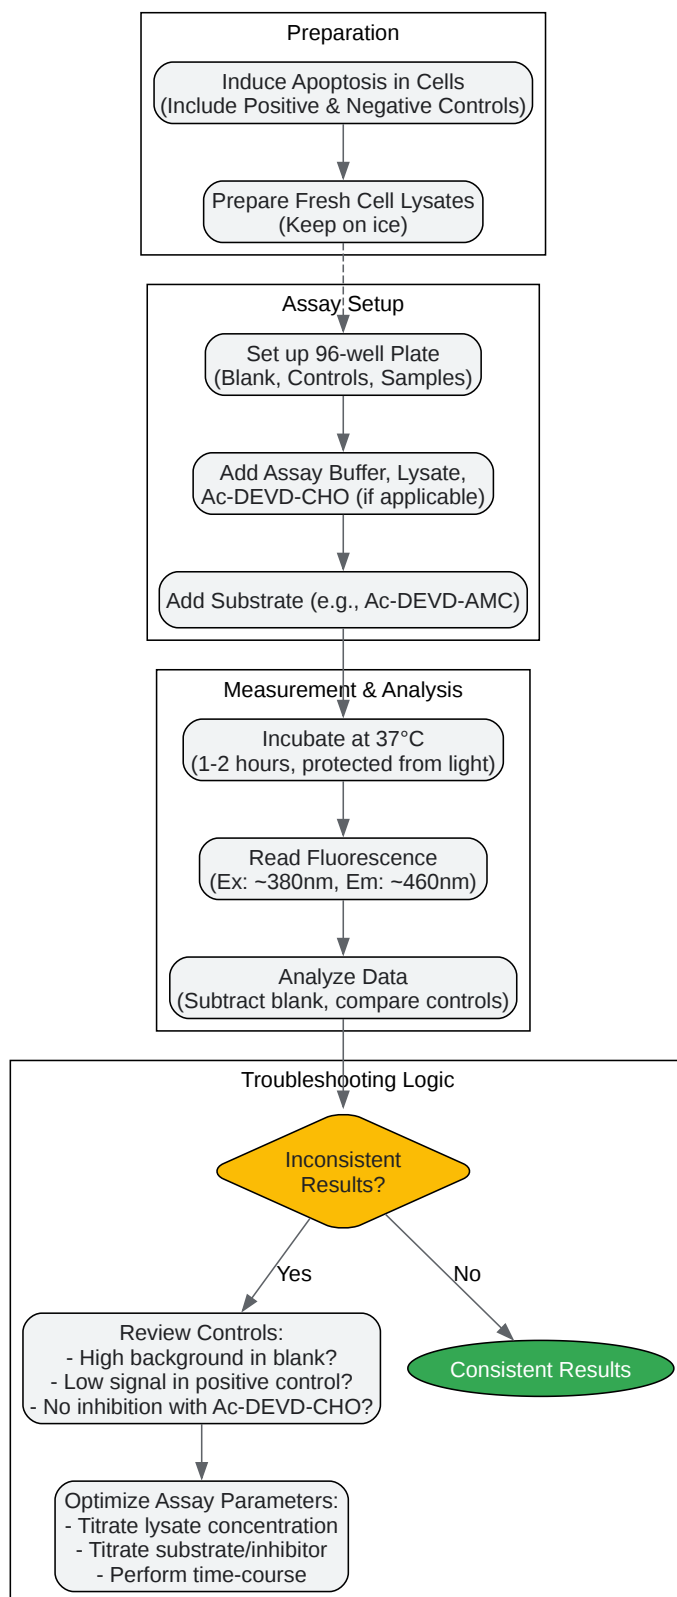 Preparation
Induce Apoptosis in Cells
(Include Positive & Negative Controls)
Prepare Fresh Cell Lysates
(Keep on ice)
Assay Setup
Set up 96-well Plate
(Blank, Controls, Samples)
Add Assay Buffer, Lysate,
Ac-DEVD-CHO (if applicable)
Add Substrate (e.g., Ac-DEVD-AMC)
Measurement & Analysis
Incubate at 37°C
(1-2 hours, protected from light)
Read Fluorescence
(Ex: ~380nm, Em: ~460nm)
Analyze Data
(Subtract blank, compare controls)
Troubleshooting Logic
Inconsistent
Results?
Yes
No
Review Controls:
- High background in blank?
- Low signal in positive control?
- No inhibition with Ac-DEVD-CHO?
Consistent Results
Optimize Assay Parameters:
- Titrate lysate concentration
- Titrate substrate/inhibitor
- Perform time-course